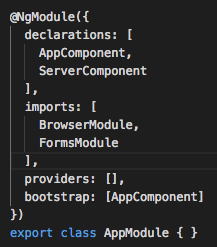 @NgModule({
  declarations: [
    AppComponent,
    ServerComponent
  ],
  imports: [
    BrowserModule,
    FormsModule
  ],
  providers: [],
  bootstrap: [AppComponent]
})
export class AppModule { }